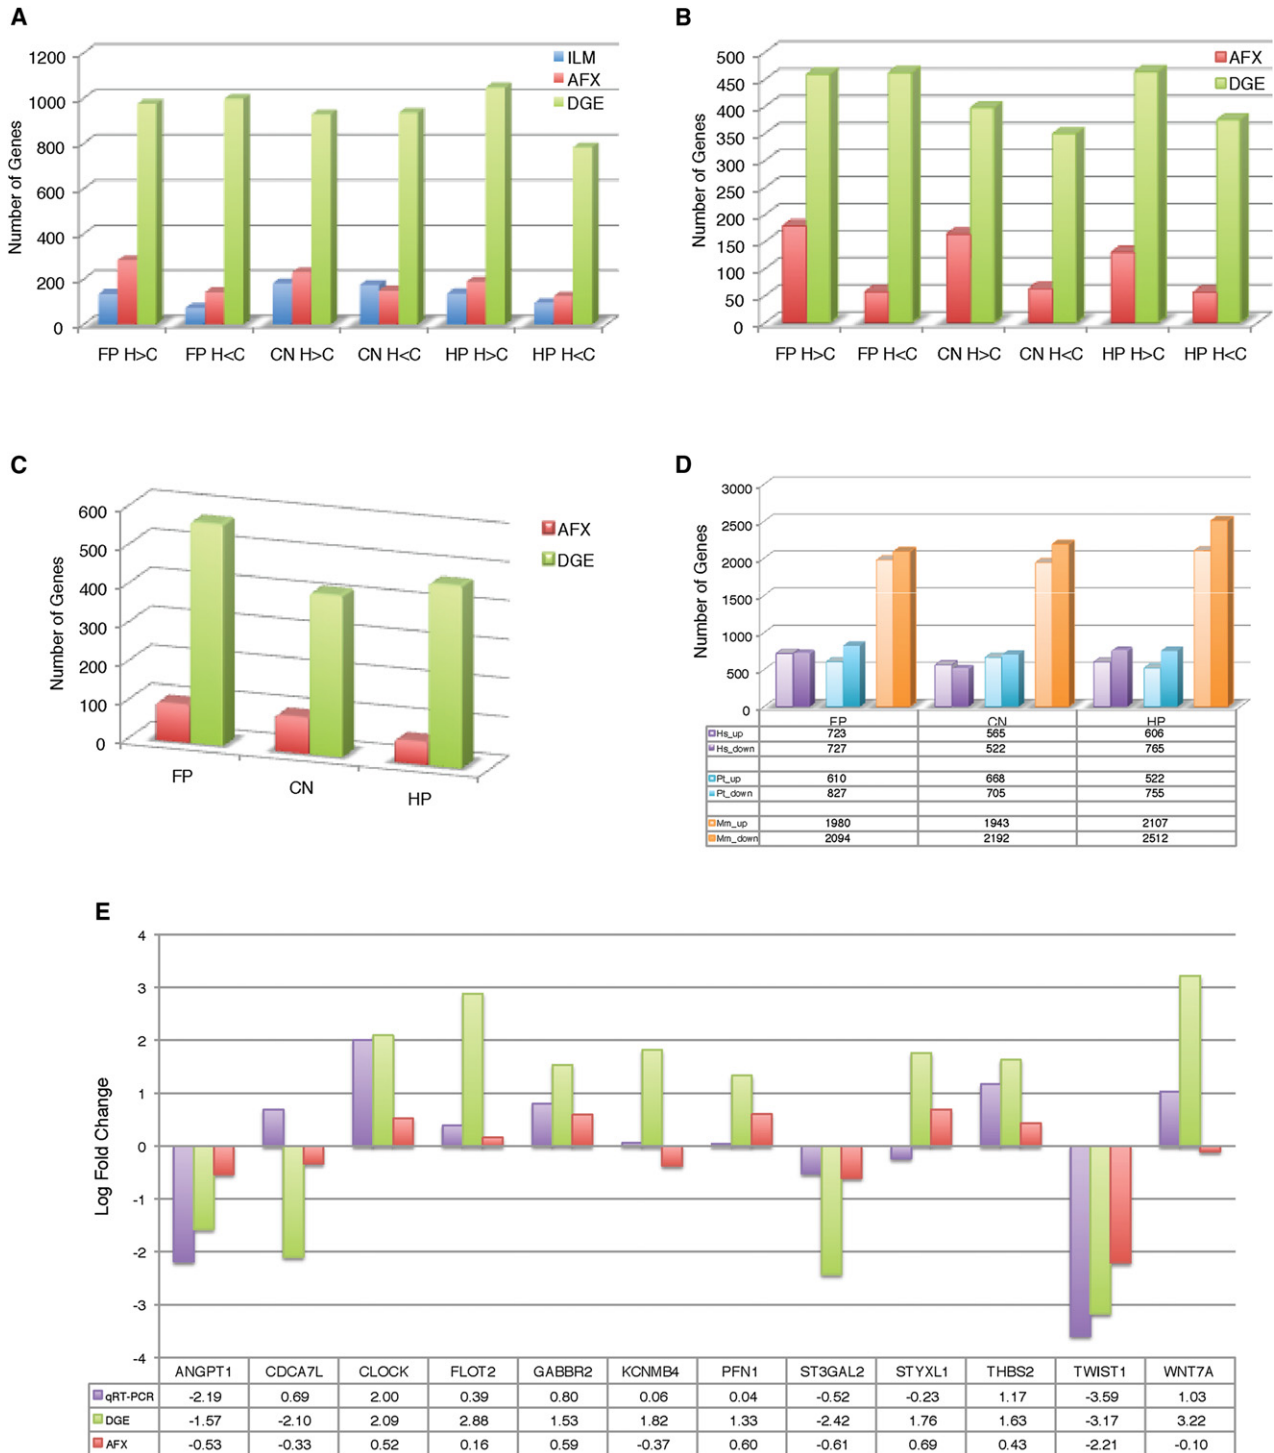 A
1200
1000
800
600
400
200
0
Number of Genes
ILM
AFX
DGE
FP H>C FP H<C CN H>C CN H<C HP H>C HP H<C
B
500
450
400
350
300
250
200
150
100
50
0
Number of Genes
AFX
DGE
FP H>C FP H<C CN H>C CN H<C HP H>C HP H<C
C
600
500
400
300
200
100
0
Number of Genes
AFX
DGE
FP CN HP
D
3000
2500
2000
1500
1000
500
0
Number of Genes
FP CN HP
Hs_up 723 565 606
Hs_down 727 522 765
Pt_up 610 668 522
Pt_down 827 705 755
Mm_up 1980 1943 2107
Mm_down 2094 2192 2512
E
4
3
2
1
0
-1
-2
-3
-4
Log Fold Change
ANGPT1 CDCA7L CLOCK FLOT2 GABBR2 KCNMB4 PFN1 ST3GAL2 STYXL1 THBS2 TWIST1 WNT7A
qRT-PCR -2.19 0.69 2.00 0.39 0.80 0.06 0.04 -0.52 -0.23 1.17 -3.59 1.03
DGE -1.57 -2.10 2.09 2.88 1.53 1.82 1.33 -2.42 1.76 1.63 -3.17 3.22
AFX -0.53 -0.33 0.52 0.16 0.59 -0.37 0.60 -0.61 0.69 0.43 -2.21 -0.10